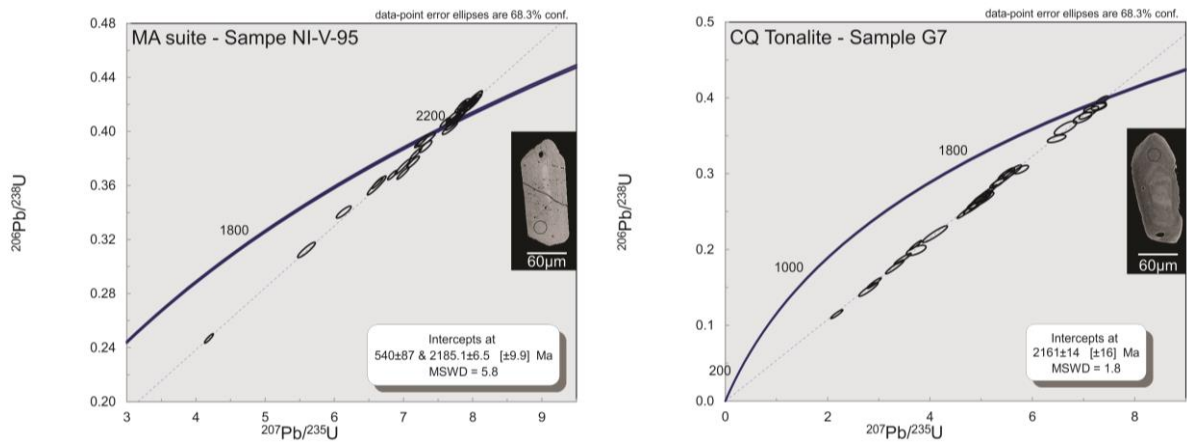 data-point error ellipses are 68.3% conf.
MA suite - Sampe NI-V-95
0.48
0.44
0.40
0.36
0.32
0.28
0.24
0.20
206Pb/238U
2200
1800
60µm
Intercepts at
540±87 & 2185.1±6.5 [±9.9] Ma
MSWD = 5.8
3 4 5 6 7 8 9
207Pb/235U
data-point error ellipses are 68.3% conf.
CQ Tonalite - Sample G7
0.5
0.4
0.3
0.2
0.1
0.0
206Pb/238U
1800
1000
200
60µm
Intercepts at
2161±14 [±16] Ma
MSWD = 1.8
0 2 4 6 8
207Pb/235U